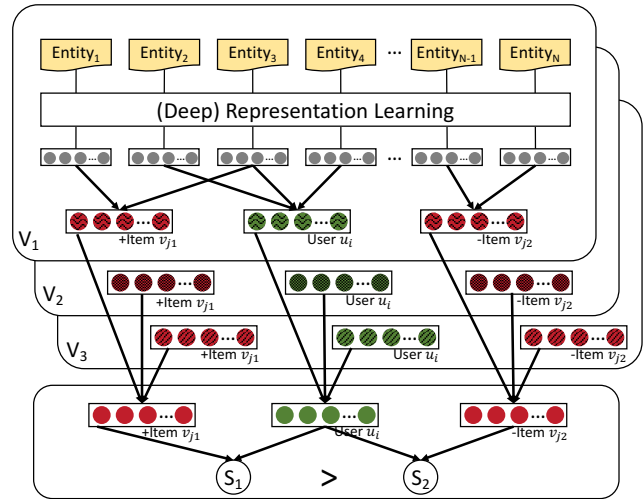 Entity1 Entity2 Entity3 Entity4 ... EntityN-1 EntityN
(Deep) Representation Learning
... ... ... ... ... ... ...
... ... ...
V1 +Item vj1 User ui -Item vj2
... ... ...
V2 +Item vj1 User ui -Item vj2
... ... ...
V3 +Item vj1 User ui -Item vj2
... ... ...
+Item vj1 User ui -Item vj2
S1 > S2